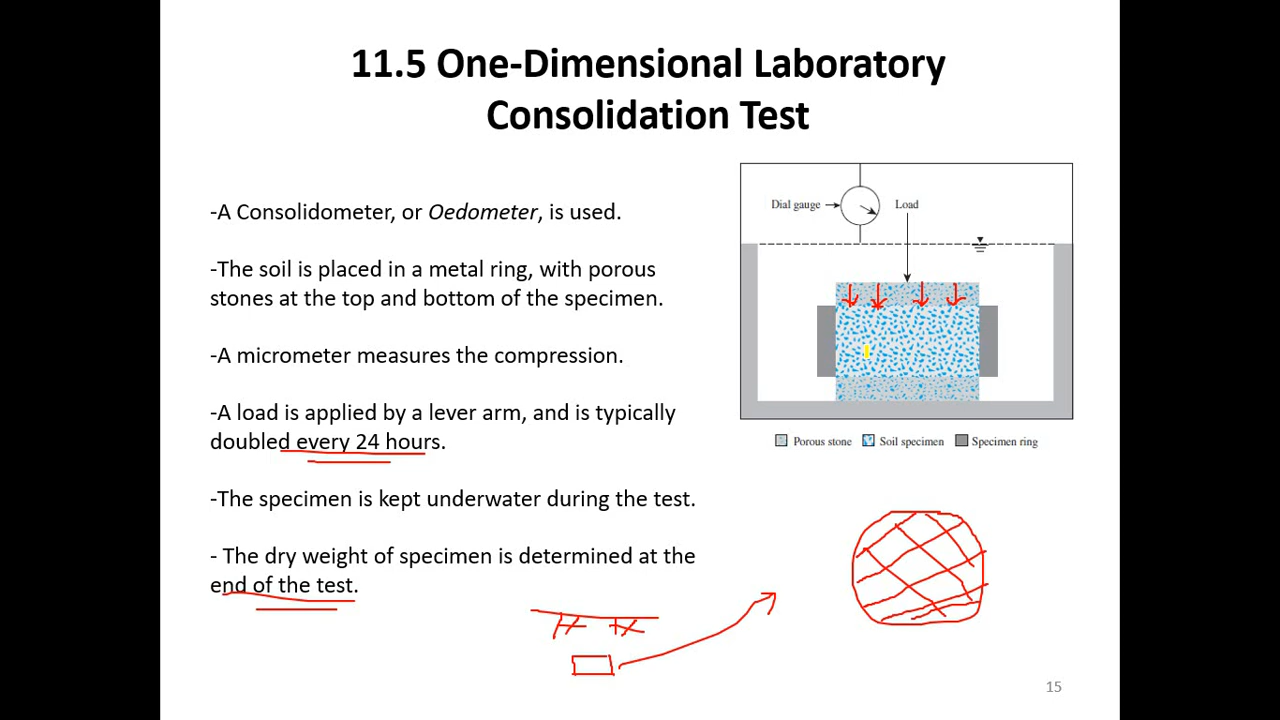 11.5 One-Dimensional Laboratory
Consolidation Test
-A Consolidometer, or Oedometer, is used.
-The soil is placed in a metal ring, with porous
stones at the top and bottom of the specimen.
-A micrometer measures the compression.
-A load is applied by a lever arm, and is typically
doubled every 24 hours.
-The specimen is kept underwater during the test.
- The dry weight of specimen is determined at the
end of the test.
Dial gauge
Load
Porous stone
Soil specimen
Specimen ring
15